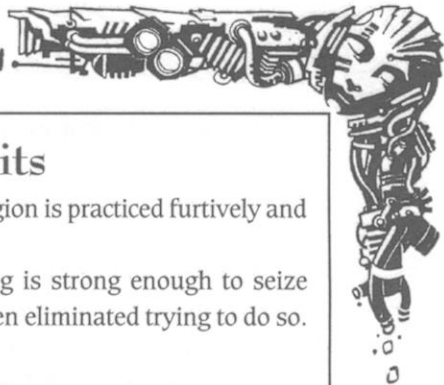 its
gion is practiced furtively and
g is strong enough to seize
en eliminated trying to do so.